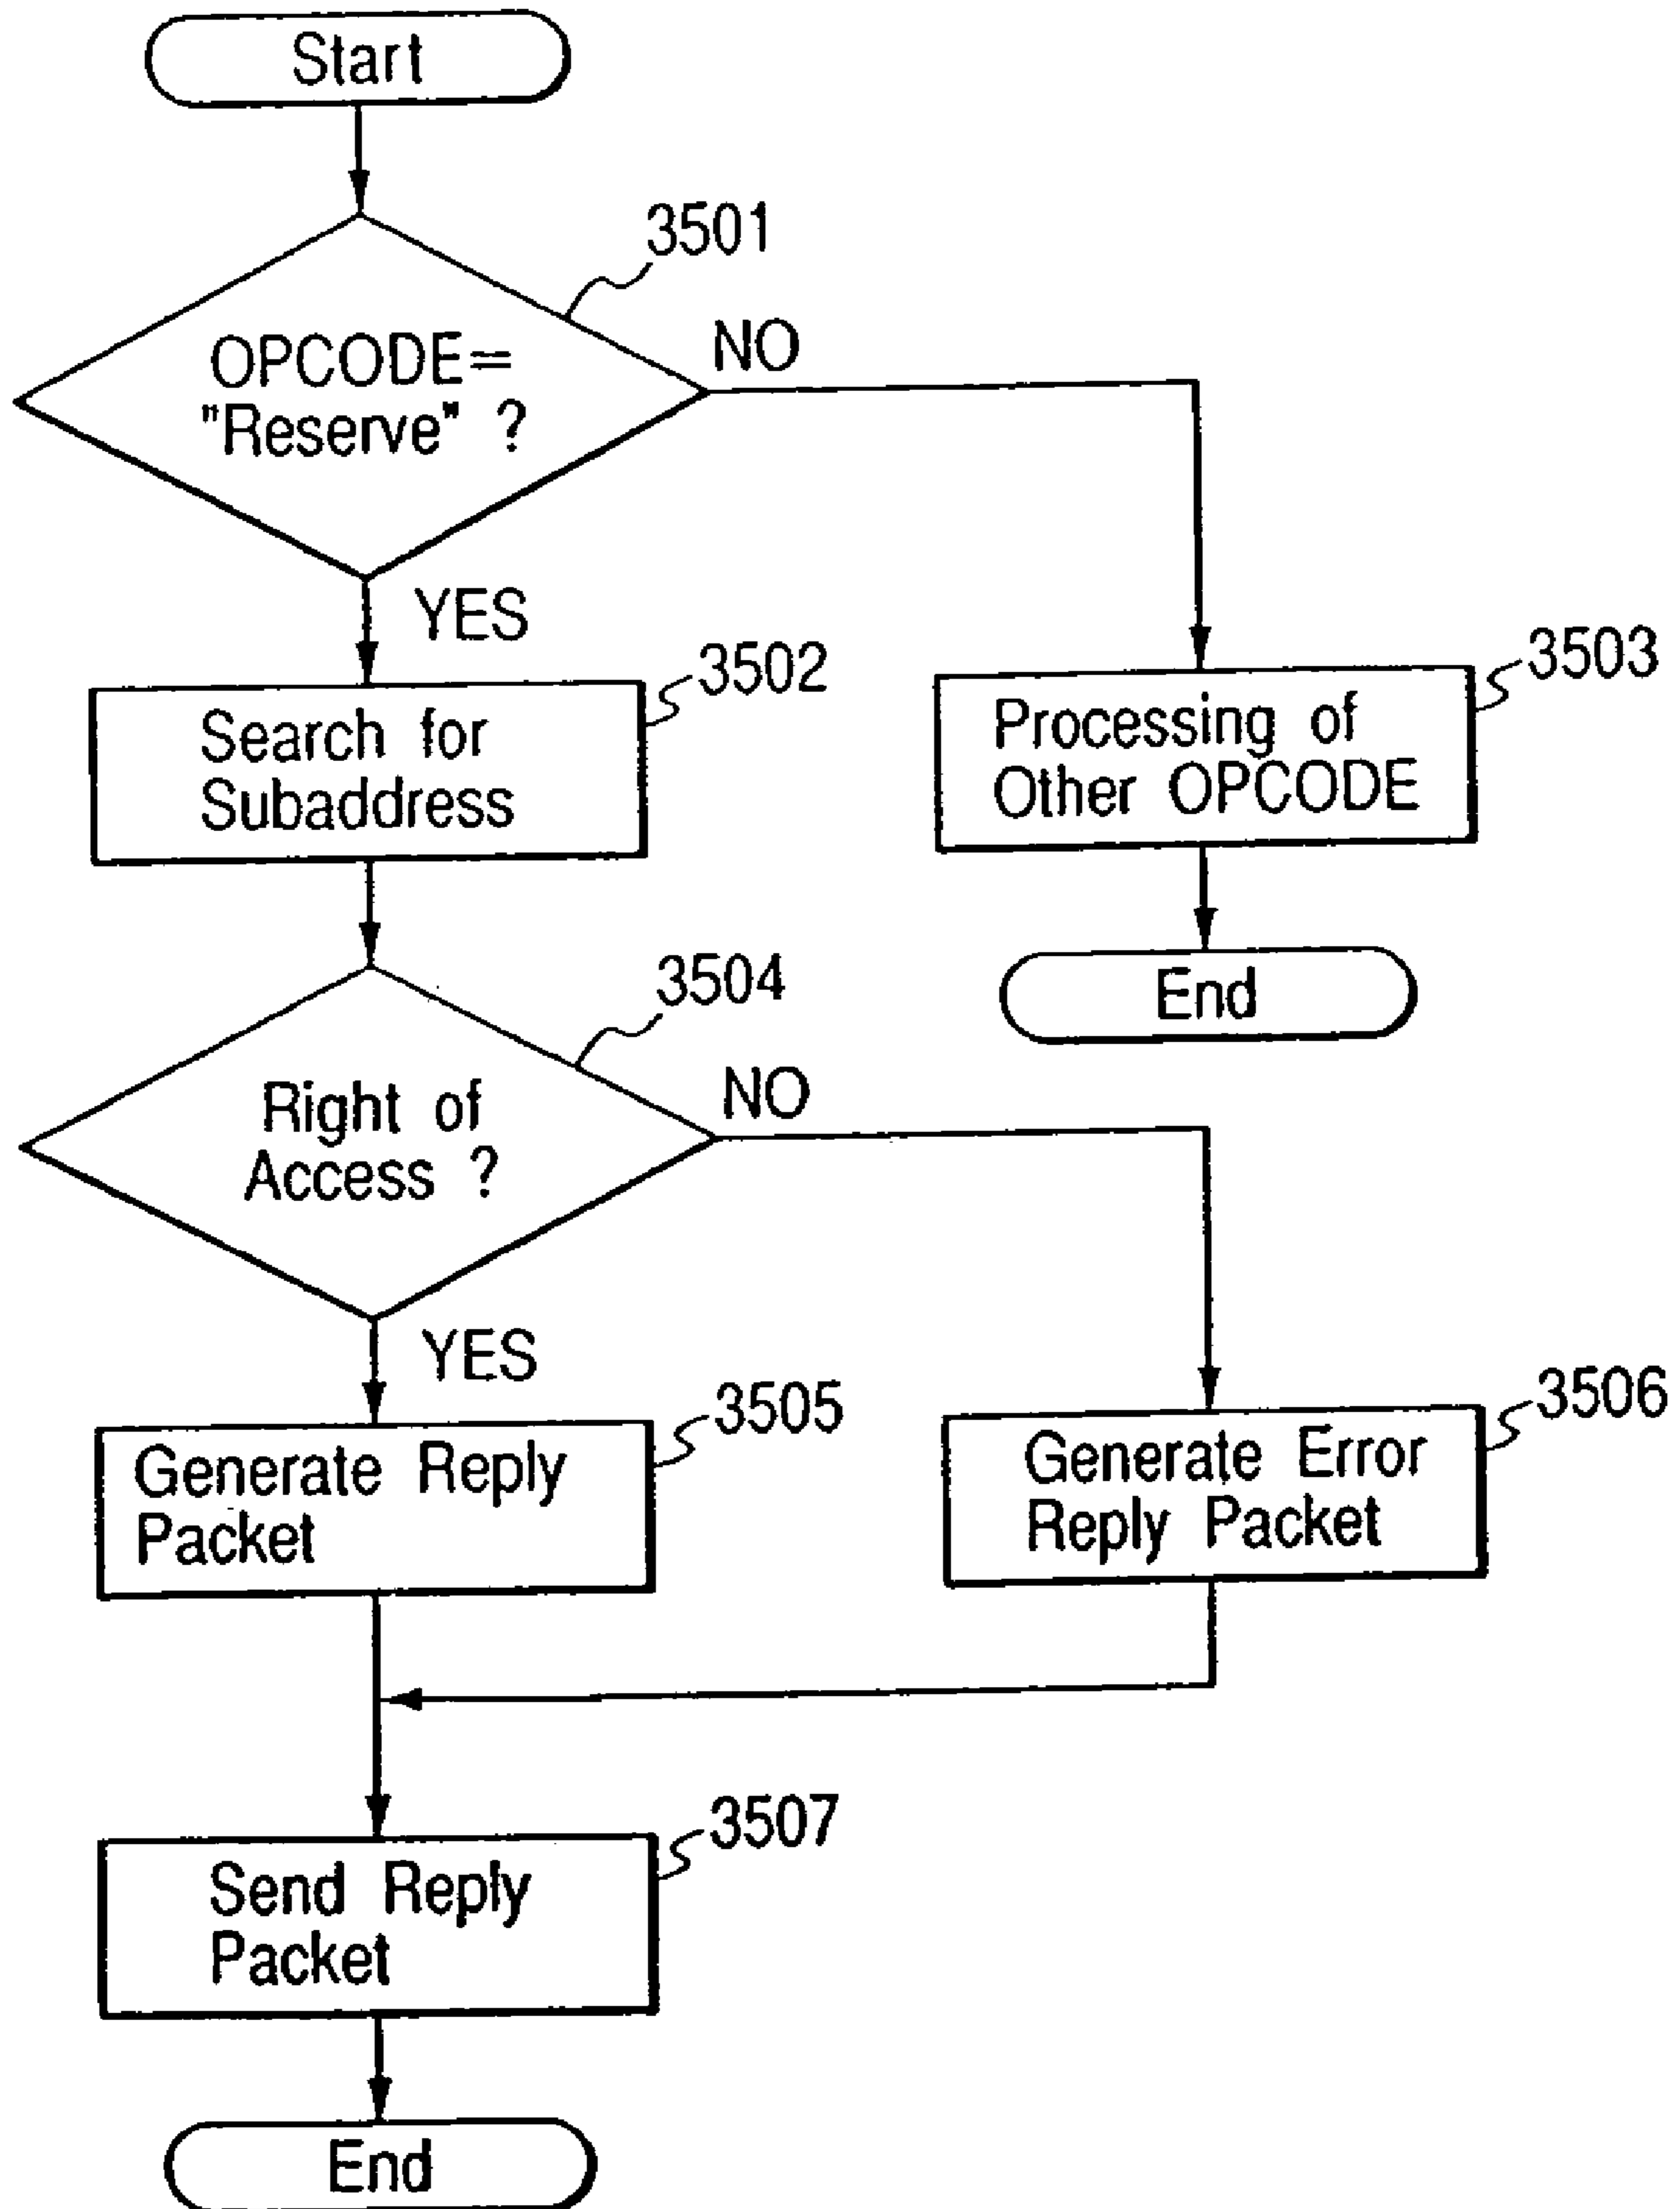 Start
3501
OPCODE=
"Reserve" ?
NO
YES
3502
Search for
Subaddress
3503
Processing of
Other OPCODE
End
3504
Right of
Access ?
NO
YES
3505
Generate Reply
Packet
3506
Generate Error
Reply Packet
3507
Send Reply
Packet
End